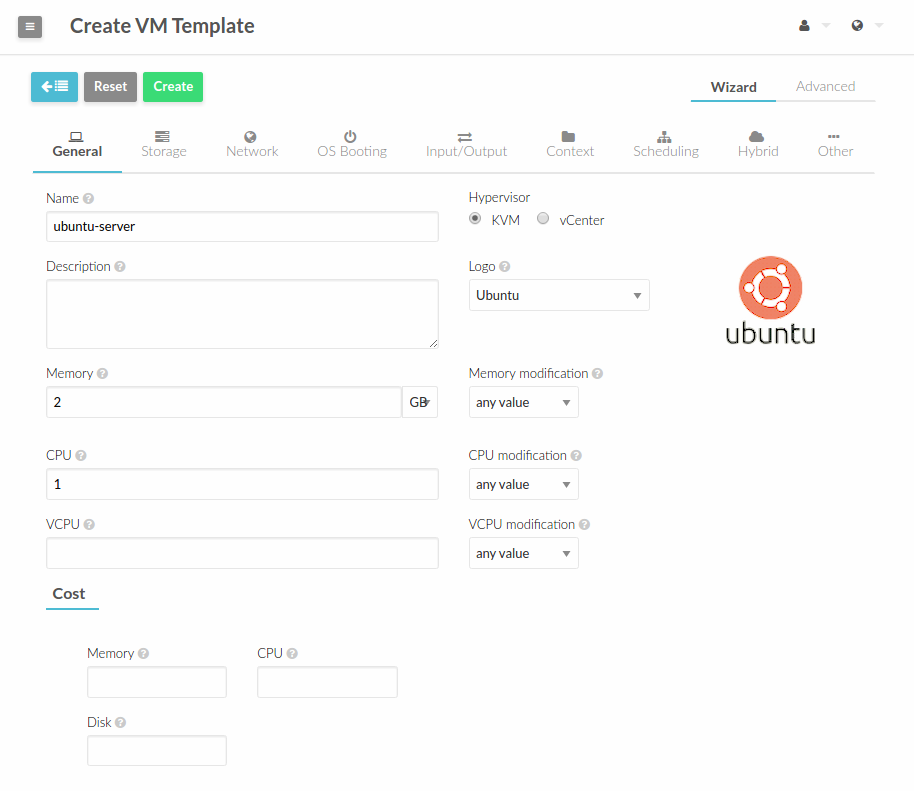 Create VM Template
Reset
Create
Wizard
Advanced
General
Storage
Network
OS Booting
Input/Output
Context
Scheduling
Hybrid
Other
Name
Hypervisor
ubuntu-server
KVM
vCenter
Description
Logo
Ubuntu
ubuntu
Memory
Memory modification
2
GB
any value
CPU
CPU modification
1
any value
VCPU
VCPU modification
any value
Cost
Memory
CPU
Disk